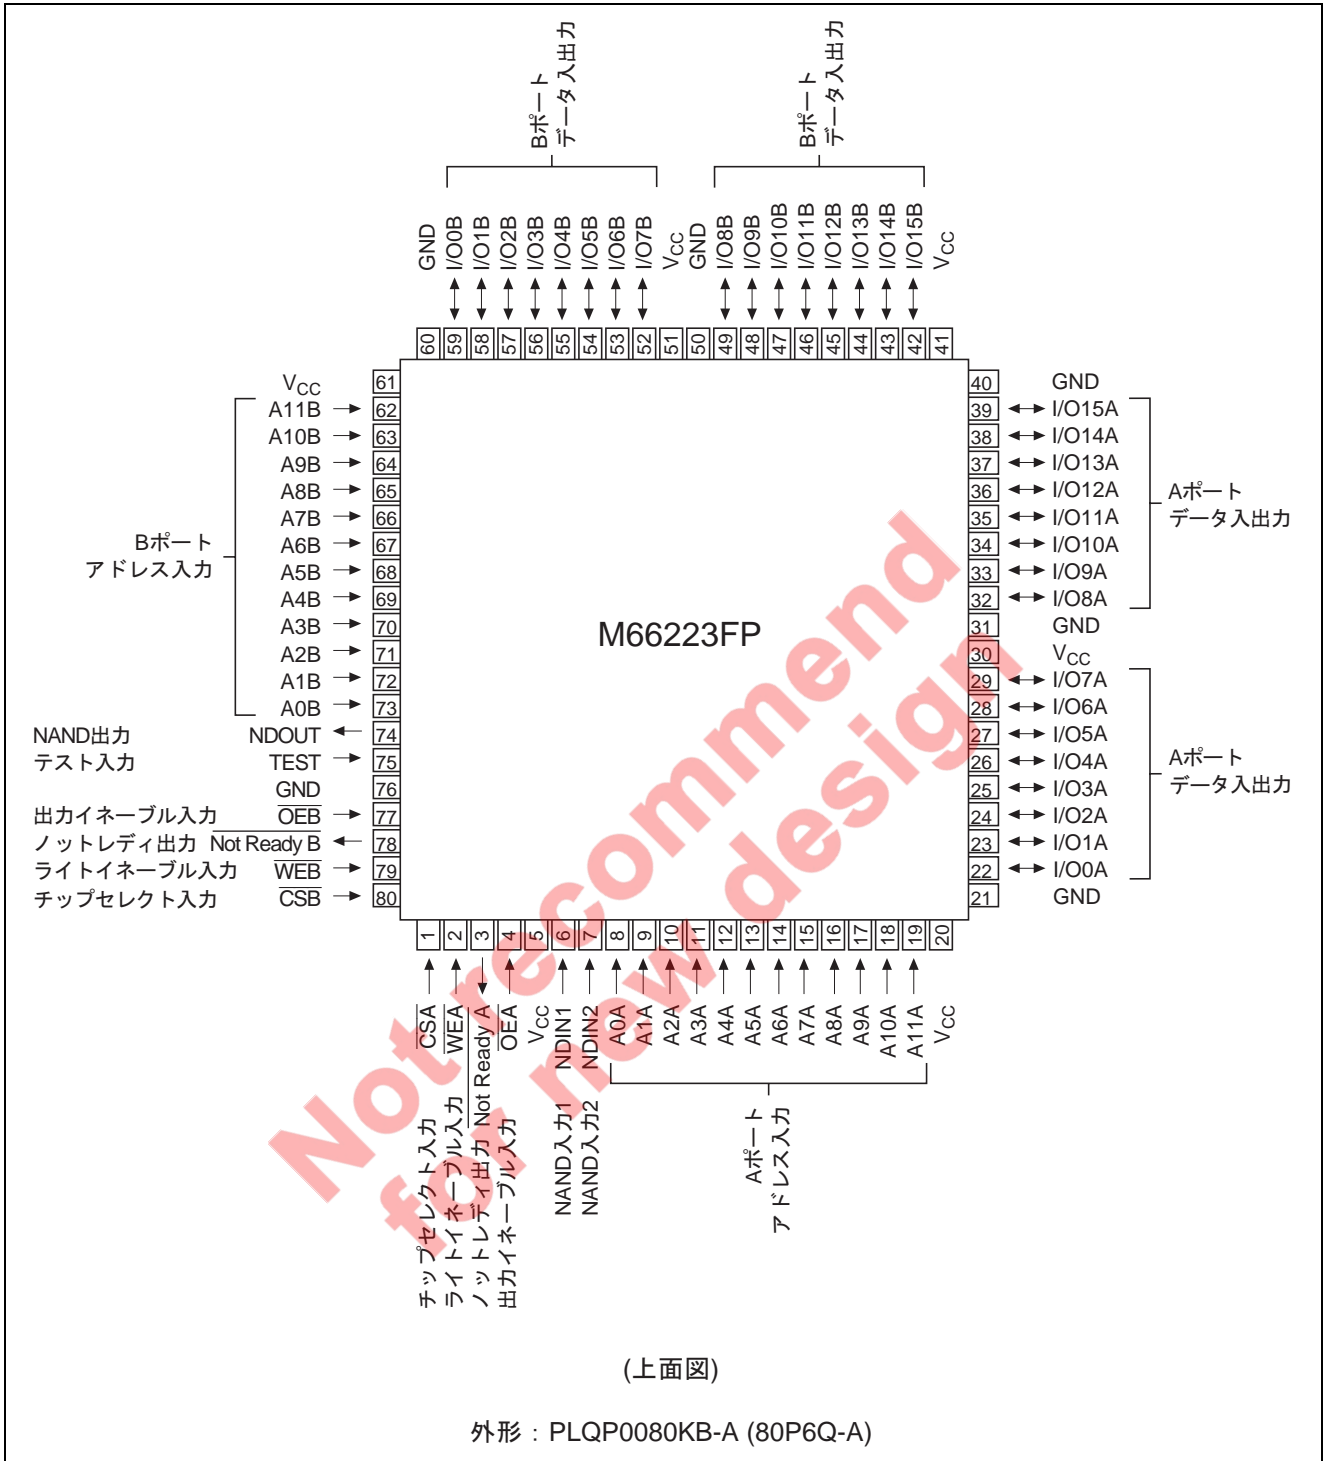 Bポート
データ入出力
Bポート
データ入出力
GND
I/O0B
I/O1B
I/O2B
I/O3B
I/O4B
I/O5B
I/O6B
I/O7B
VCC
GND
I/O8B
I/O9B
I/O10B
I/O11B
I/O12B
I/O13B
I/O14B
I/O15B
VCC
60
59
58
57
56
55
54
53
52
51
50
49
48
47
46
45
44
43
42
41
Bポート
アドレス入力
VCC 61
A11B 62
A10B 63
A9B 64
A8B 65
A7B 66
A6B 67
A5B 68
A4B 69
A3B 70
A2B 71
A1B 72
A0B 73
NAND出力 NDOUT 74
テスト入力 TEST 75
GND 76
出力イネーブル入力 OEB 77
ノットレディ出力 Not Ready B 78
ライトイネーブル入力 WEB 79
チップセレクト入力 CSB 80
M66223FP
40 GND
39 I/O15A
38 I/O14A
37 I/O13A
36 I/O12A
35 I/O11A
34 I/O10A
33 I/O9A
32 I/O8A
Aポート
データ入出力
31 GND
30 VCC
29 I/O7A
28 I/O6A
27 I/O5A
26 I/O4A
25 I/O3A
24 I/O2A
23 I/O1A
22 I/O0A
Aポート
データ入出力
21 GND
1
2
3
4
5
6
7
8
9
10
11
12
13
14
15
16
17
18
19
20
チップセレクト入力 CSA
ライトイネーブル入力 WEA
ノットレディ出力 Not Ready A
出力イネーブル入力 OEA
VCC
NAND入力1 NDIN1
NAND入力2 NDIN2
A0A
A1A
A2A
A3A
A4A
A5A
A6A
A7A
A8A
A9A
A10A
A11A
VCC
Aポート
アドレス入力
Not recommend
for new design
(上面図)
外形 : PLQP0080KB-A (80P6Q-A)